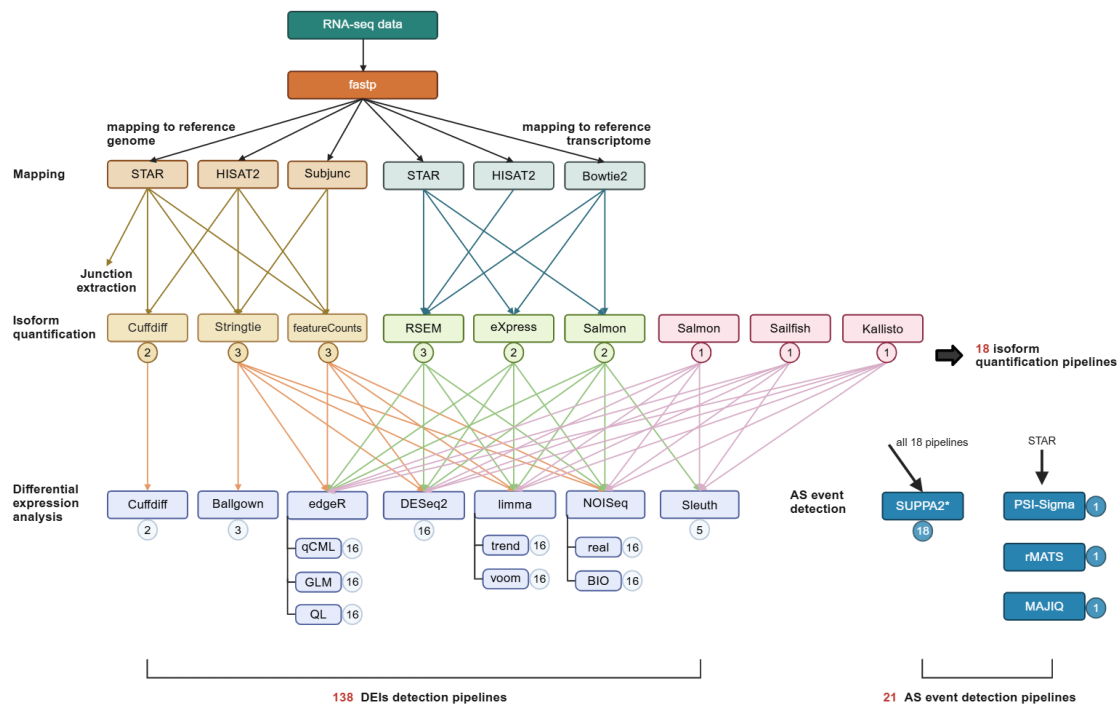 RNA-seq data
fastp
mapping to reference
genome
mapping to reference
transcriptome
Mapping
STAR
HISAT2
Subjunc
STAR
HISAT2
Bowtie2
Junction
extraction
Isoform
quantification
Cuffdiff
Stringtie
featureCounts
RSEM
eXpress
Salmon
Salmon
Sailfish
Kallisto
2
3
3
3
2
2
1
1
1
18 isoform
quantification pipelines
all 18 pipelines
STAR
Differential
expression
analysis
Cuffdiff
Ballgown
edgeR
DESeq2
limma
NOISeq
Sleuth
2
3
16
5
qCML 16
GLM 16
QL 16
trend 16
voom 16
real 16
BIO 16
AS event
detection
SUPPA2*
18
PSI-Sigma 1
rMATS 1
MAJIQ 1
138 DEIs detection pipelines
21 AS event detection pipelines